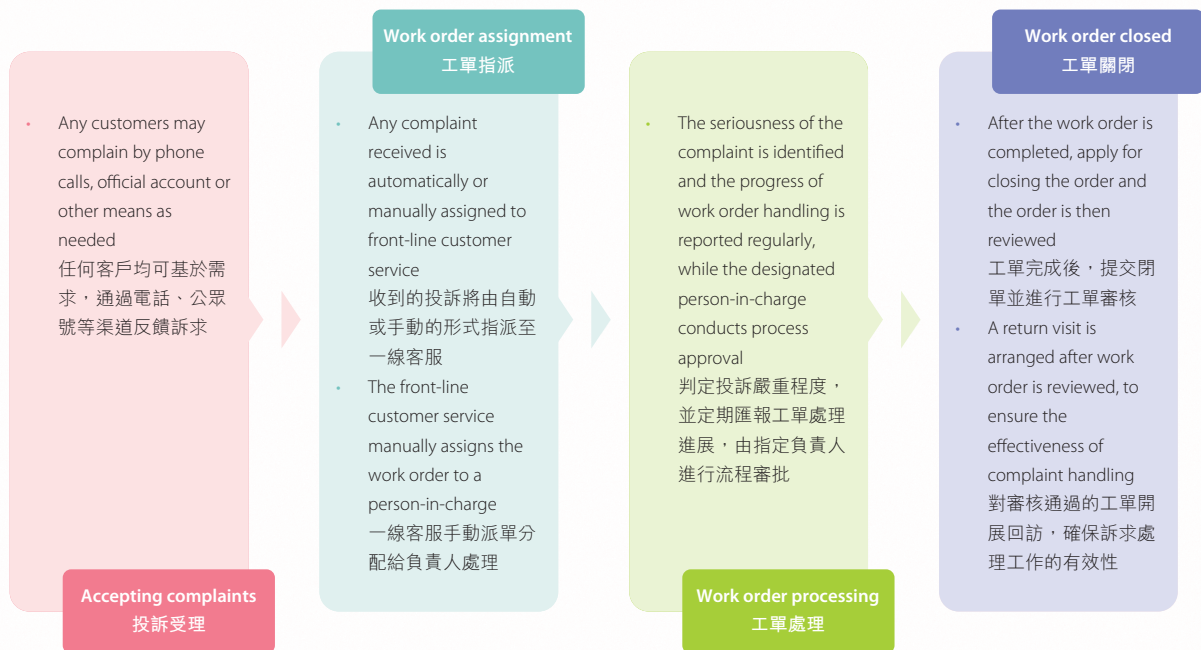 Any customers may
complain by phone
calls, official account or
other means as
needed
任何客戶均可基於需
求，通過電話、公眾
號等渠道反饋訴求
Accepting complaints
投訴受理
Work order assignment
工單指派
Any complaint
received is
automatically or
manually assigned to
front-line customer
service
收到的投訴將由自動
或手動的形式指派至
一線客服
The front-line
customer service
manually assigns the
work order to a
person-in-charge
一線客服手動派單分
配給負責人處理
The seriousness of the
complaint is identified
and the progress of
work order handling is
reported regularly,
while the designated
person-in-charge
conducts process
approval
判定投訴嚴重程度，
並定期匯報工單處理
進展，由指定負責人
進行流程審批
Work order processing
工單處理
Work order closed
工單關閉
After the work order is
completed, apply for
closing the order and
the order is then
reviewed
工單完成後，提交閉
單並進行工單審核
A return visit is
arranged after work
order is reviewed, to
ensure the
effectiveness of
complaint handling
對審核通過的工單開
展回訪，確保訴求處
理工作的有效性